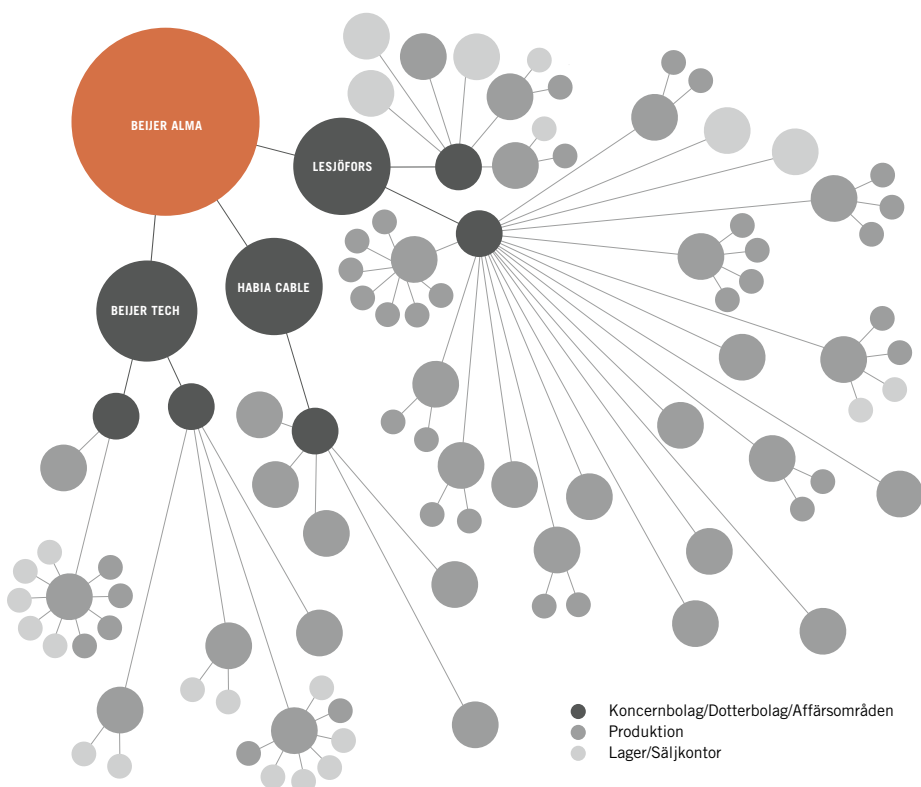 BEIJER ALMA
LESJÖFORS
HABIA CABLE
BEIJER TECH
Koncernbolag/Dotterbolag/Affärsområden
Produktion
Lager/Säljkontor